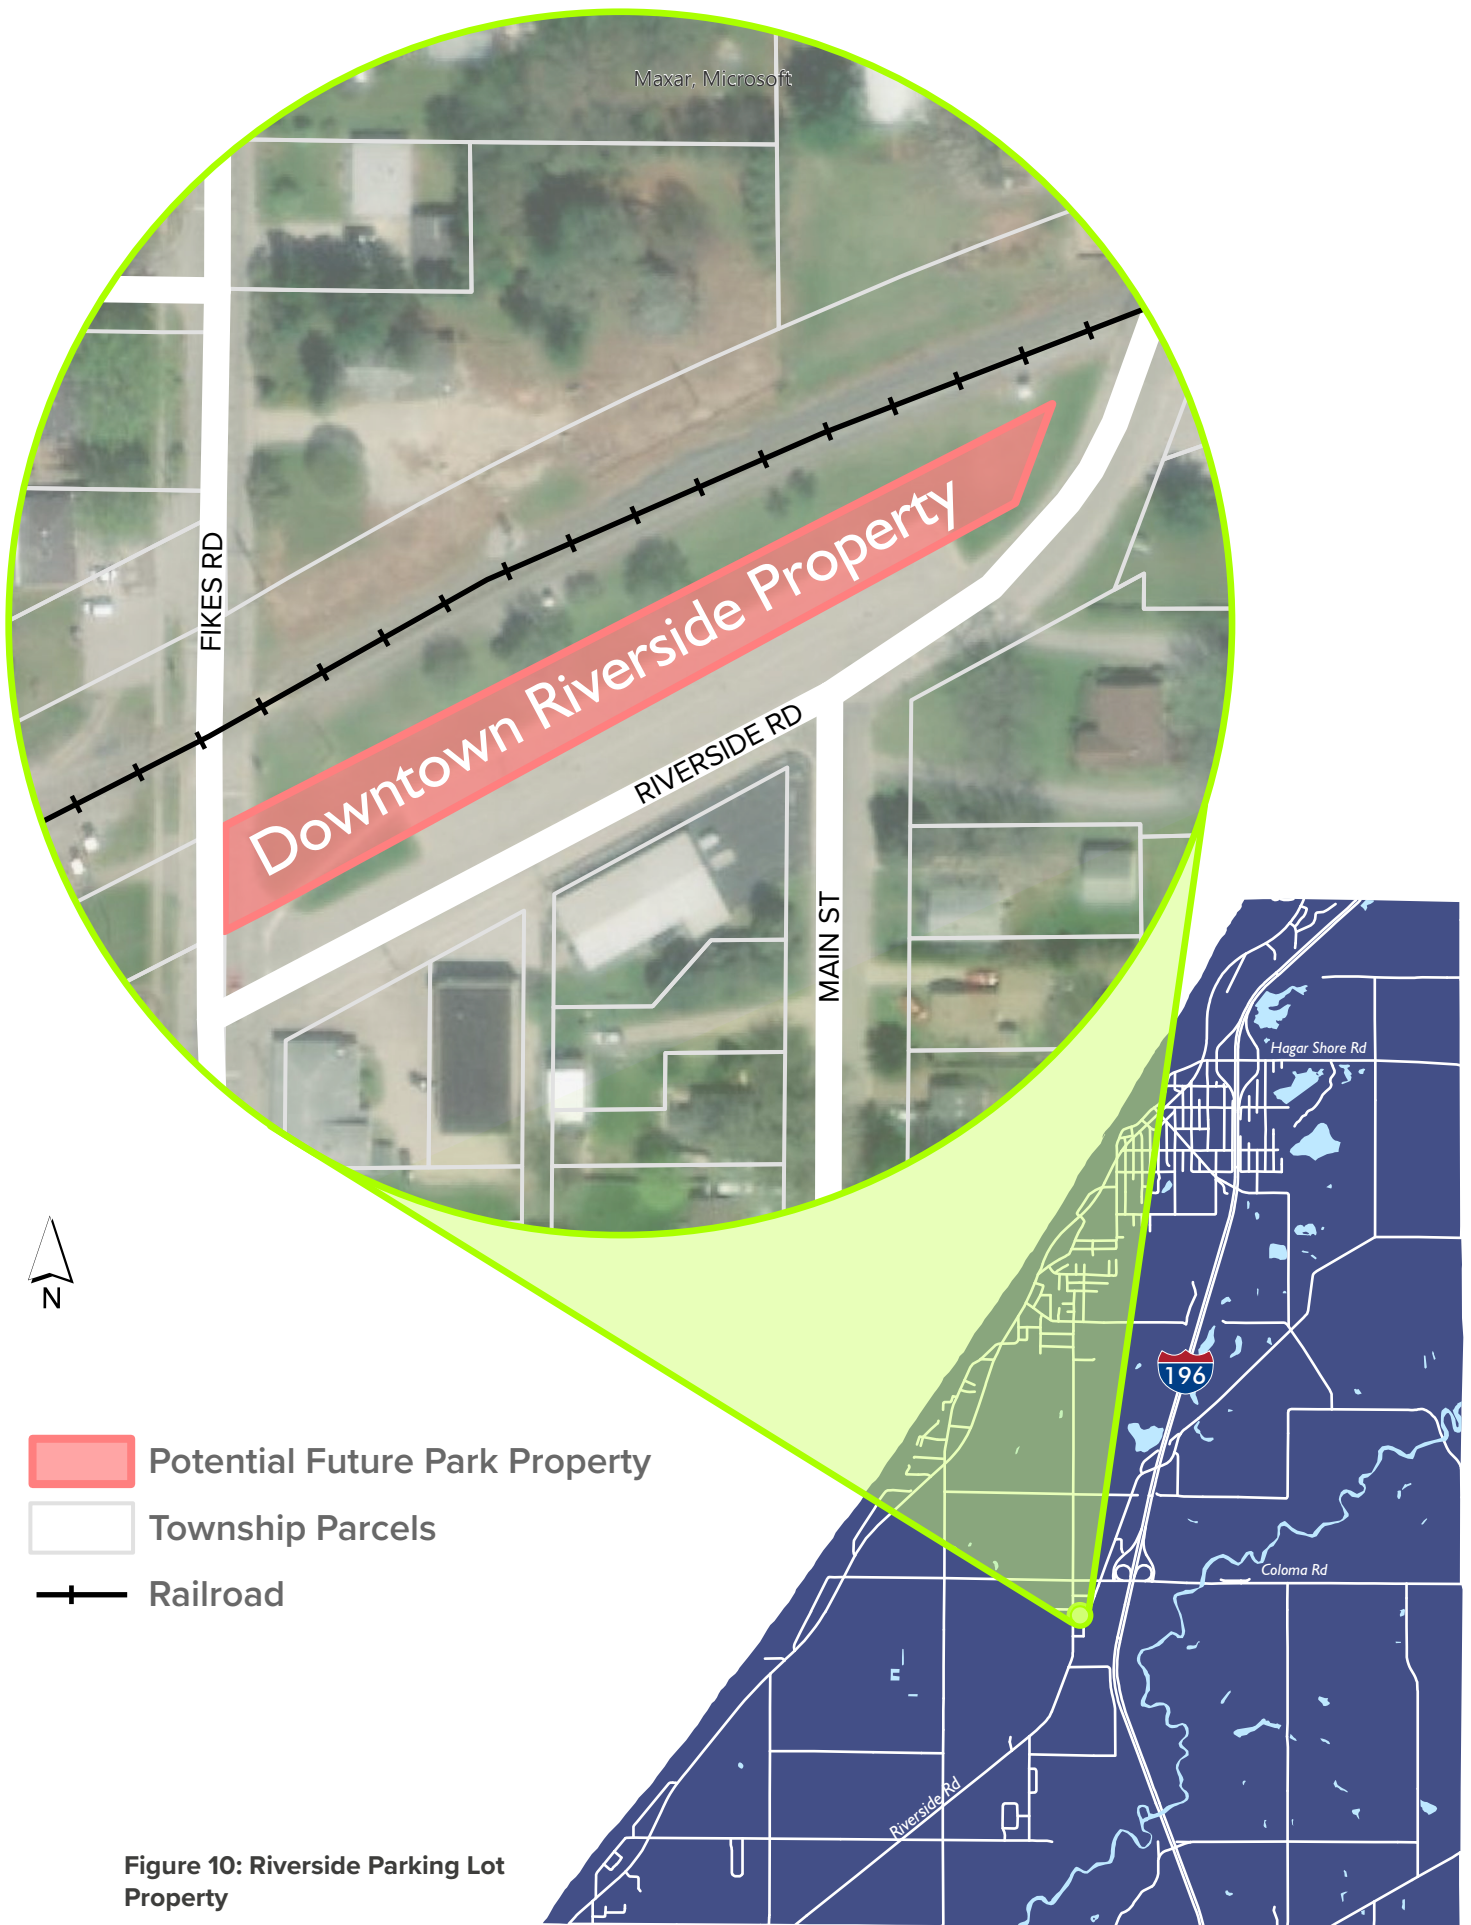 Maxar, Microsoft
FIKES RD
Downtown Riverside Property
RIVERSIDE RD
MAIN ST
Hagar Shore Rd
N
196
Potential Future Park Property
Township Parcels
Railroad
Coloma Rd
Riverside Rd
Figure 10: Riverside Parking Lot
Property